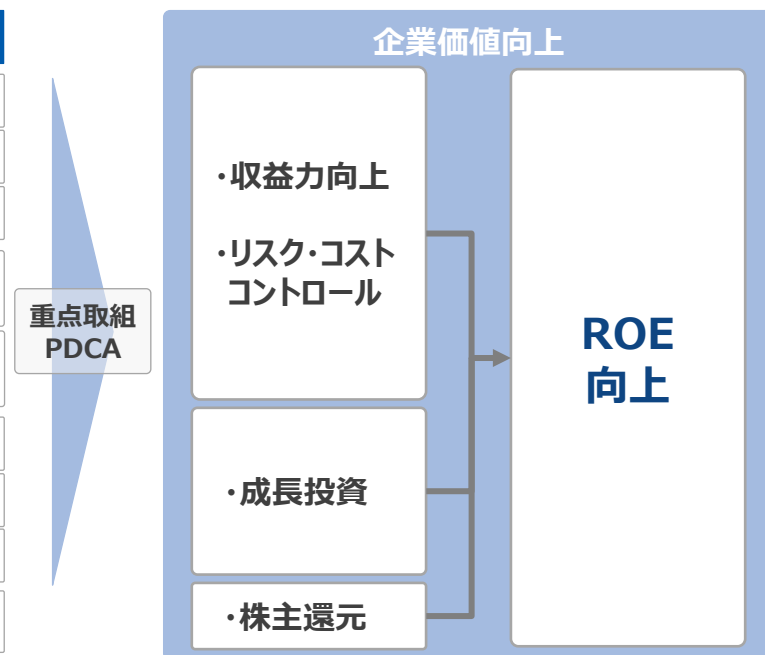 企業価値向上
重点取組
PDCA
・収益力向上
・リスク・コスト
コントロール
・成長投資
・株主還元
ROE
向上